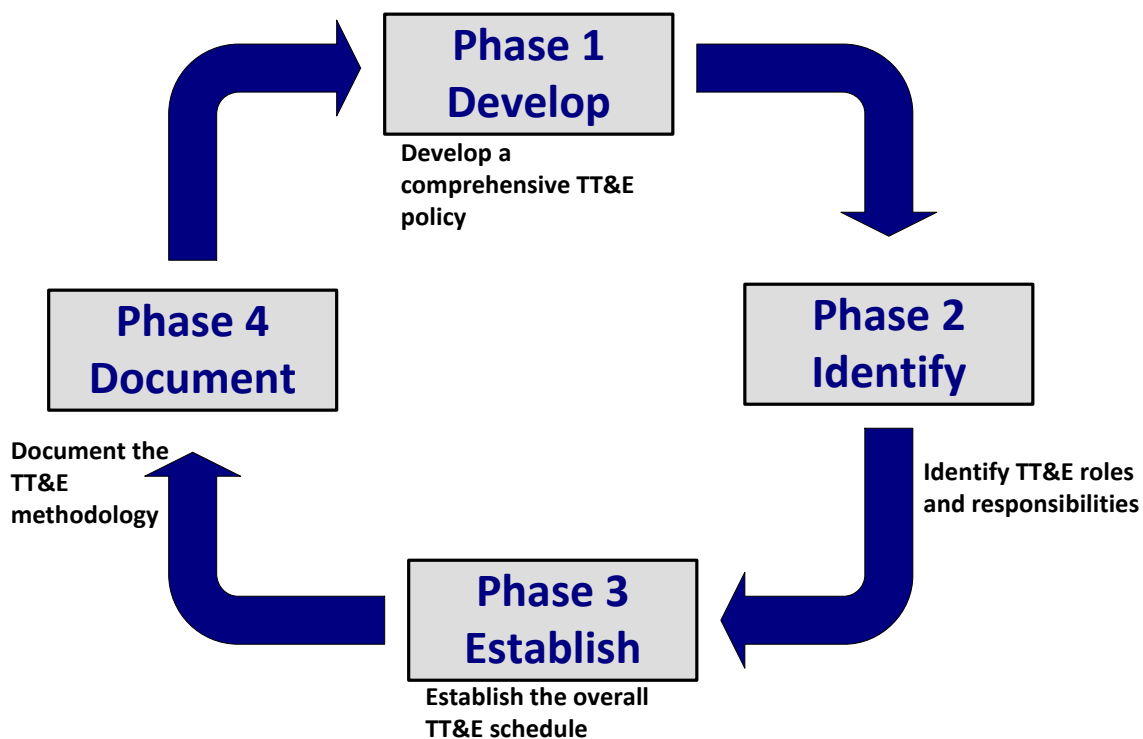 Phase 1
Develop
Develop a
comprehensive TT&E
policy
Phase 2
Identify
Identify TT&E roles
and responsibilities
Phase 3
Establish
Establish the overall
TT&E schedule
Phase 4
Document
Document the
TT&E
methodology